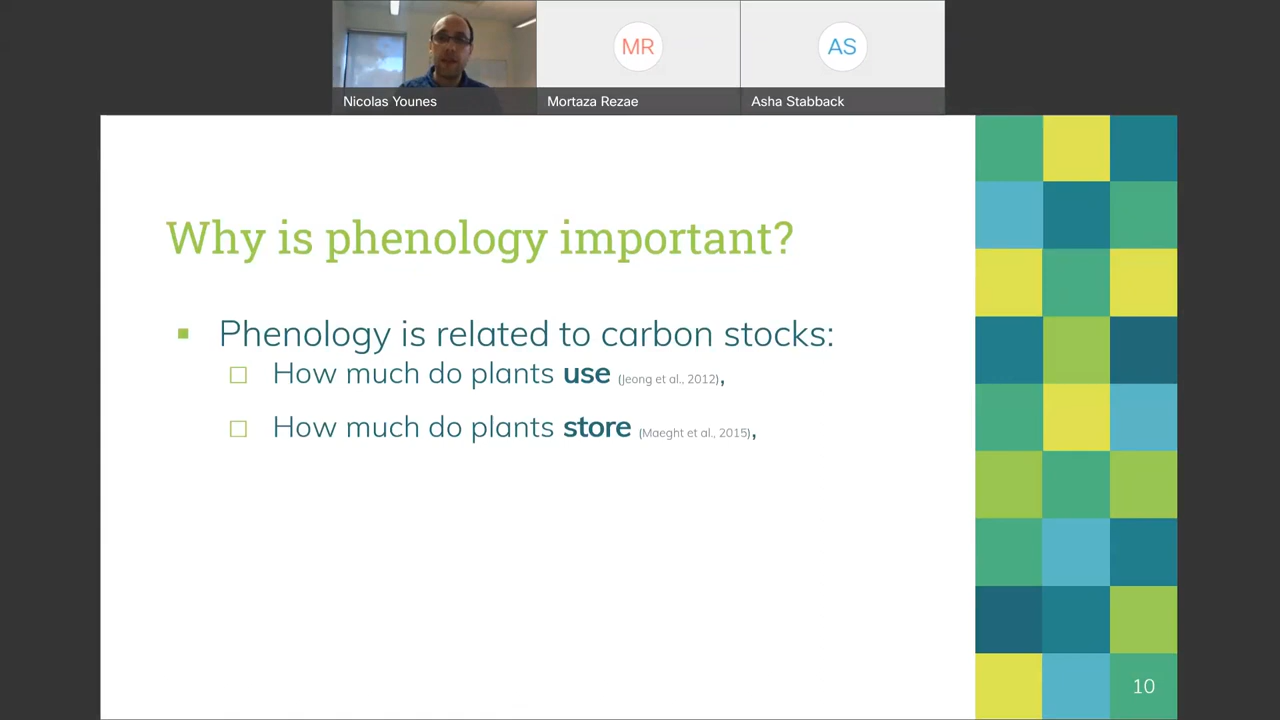 MR
AS
Nicolas Younes
Mortaza Rezae
Asha Stabback
Why is phenology important?
Phenology is related to carbon stocks:
How much do plants use (Jeong et al., 2012),
How much do plants store (Maeght et al., 2015),
10